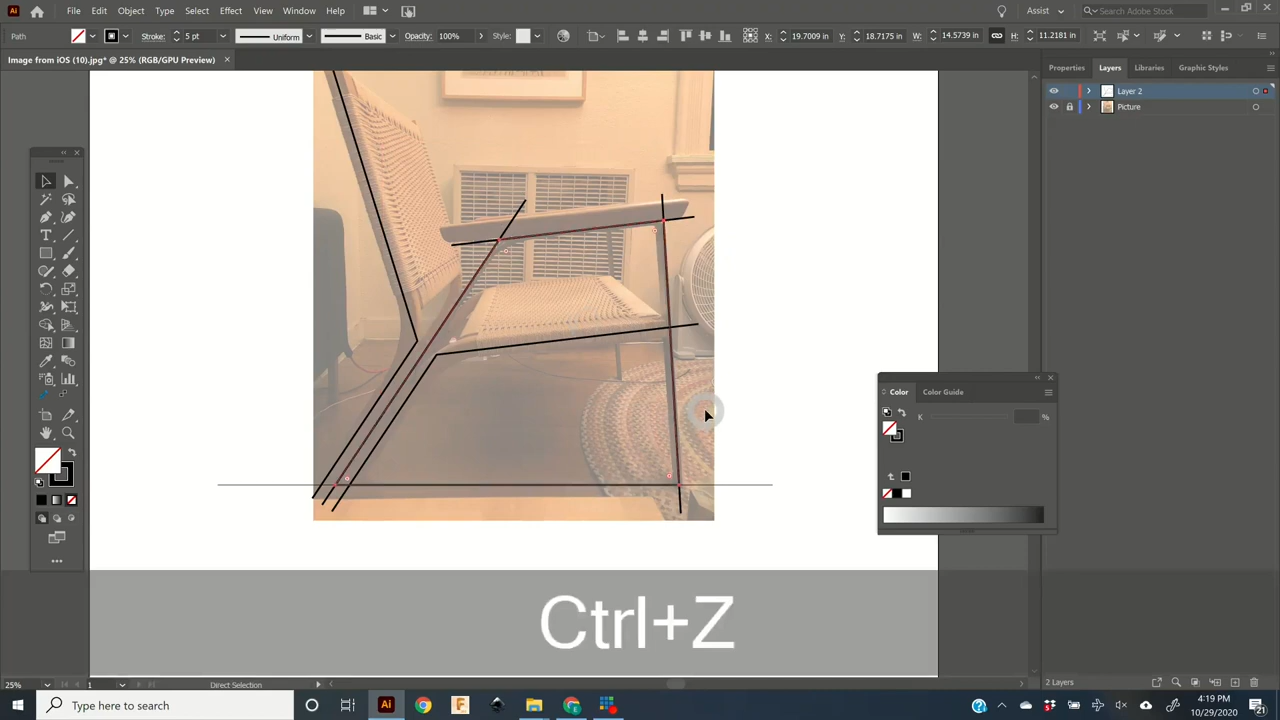 Ai File Edit Object Type Select Effect View Window Help Assist Search Adobe Stock
Path Stroke: 5 pt Uniform Basic Opacity: 100% Style: X: 19.7009 in Y: 18.7175 in W: 14.5739 in H: 11.2181 in
Image from iOS (10).jpg* @ 25% (RGB/GPU Preview) ×
Properties Layers Libraries Graphic Styles
Layer 2
Picture
Color Color Guide
K %
Ctrl+Z
25% 1 Direct Selection 2 Layers
Type here to search
4:19 PM
10/29/2020